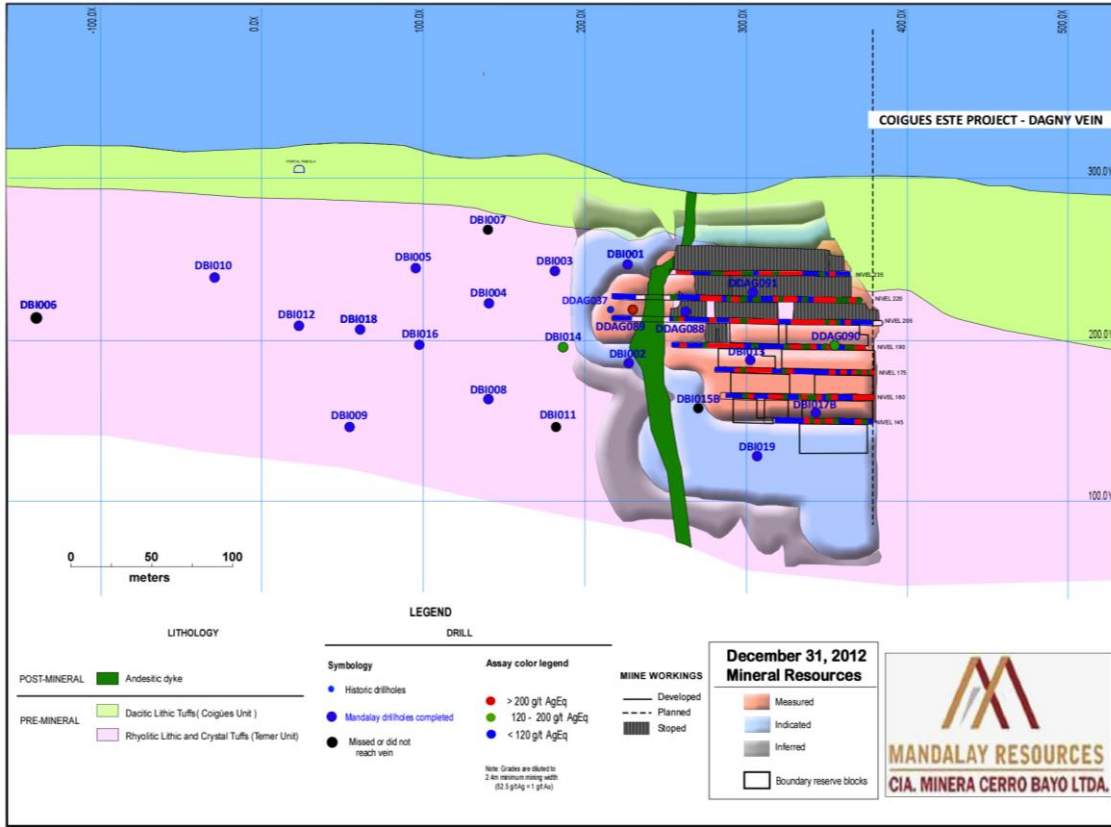 -100.0X
0.0X
100.0X
200.0X
300.0X
400.0X
500.0X
COIGUES ESTE PROJECT - DAGNY VEIN
300.0Y
200.0Y
100.0Y
DBI007
DBI010
DBI005
DBI003
DBI001
NIVEL 235
DBI006
DBI004
DDAG037
DDAG091
NIVEL 220
DBI012
DBI018
DDAG089
DDAG088
NIVEL 205
DBI016
DBI014
DDAG090
NIVEL 190
DBI002
DBI013
NIVEL 175
DBI008
DBI015B
DBI017B
NIVEL 160
DBI009
DBI011
NIVEL 145
DBI019
0 50 100
meters
LEGEND
LITHOLOGY
POST-MINERAL
Andesitic dyke
PRE-MINERAL
Dacitic Lithic Tuffs( Coigües Unit )
Rhyolitic Lithic and Crystal Tuffs (Temer Unit)
DRILL
Symbology
Historic drillholes
Mandalay drillholes completed
Missed or did not
reach vein
Assay color legend
> 200 g/t AgEq
120 - 200 g/t AgEq
< 120 g/t AgEq
Note: Grades are diluted to
2.4m minimum mining width
(52.5 g/tAg = 1 g/t Au)
MIINE WORKINGS
Developed
Planned
Stoped
December 31, 2012
Mineral Resources
Measured
Indicated
Inferred
Boundary reserve blocks
MANDALAY RESOURCES
CIA. MINERA CERRO BAYO LTDA.